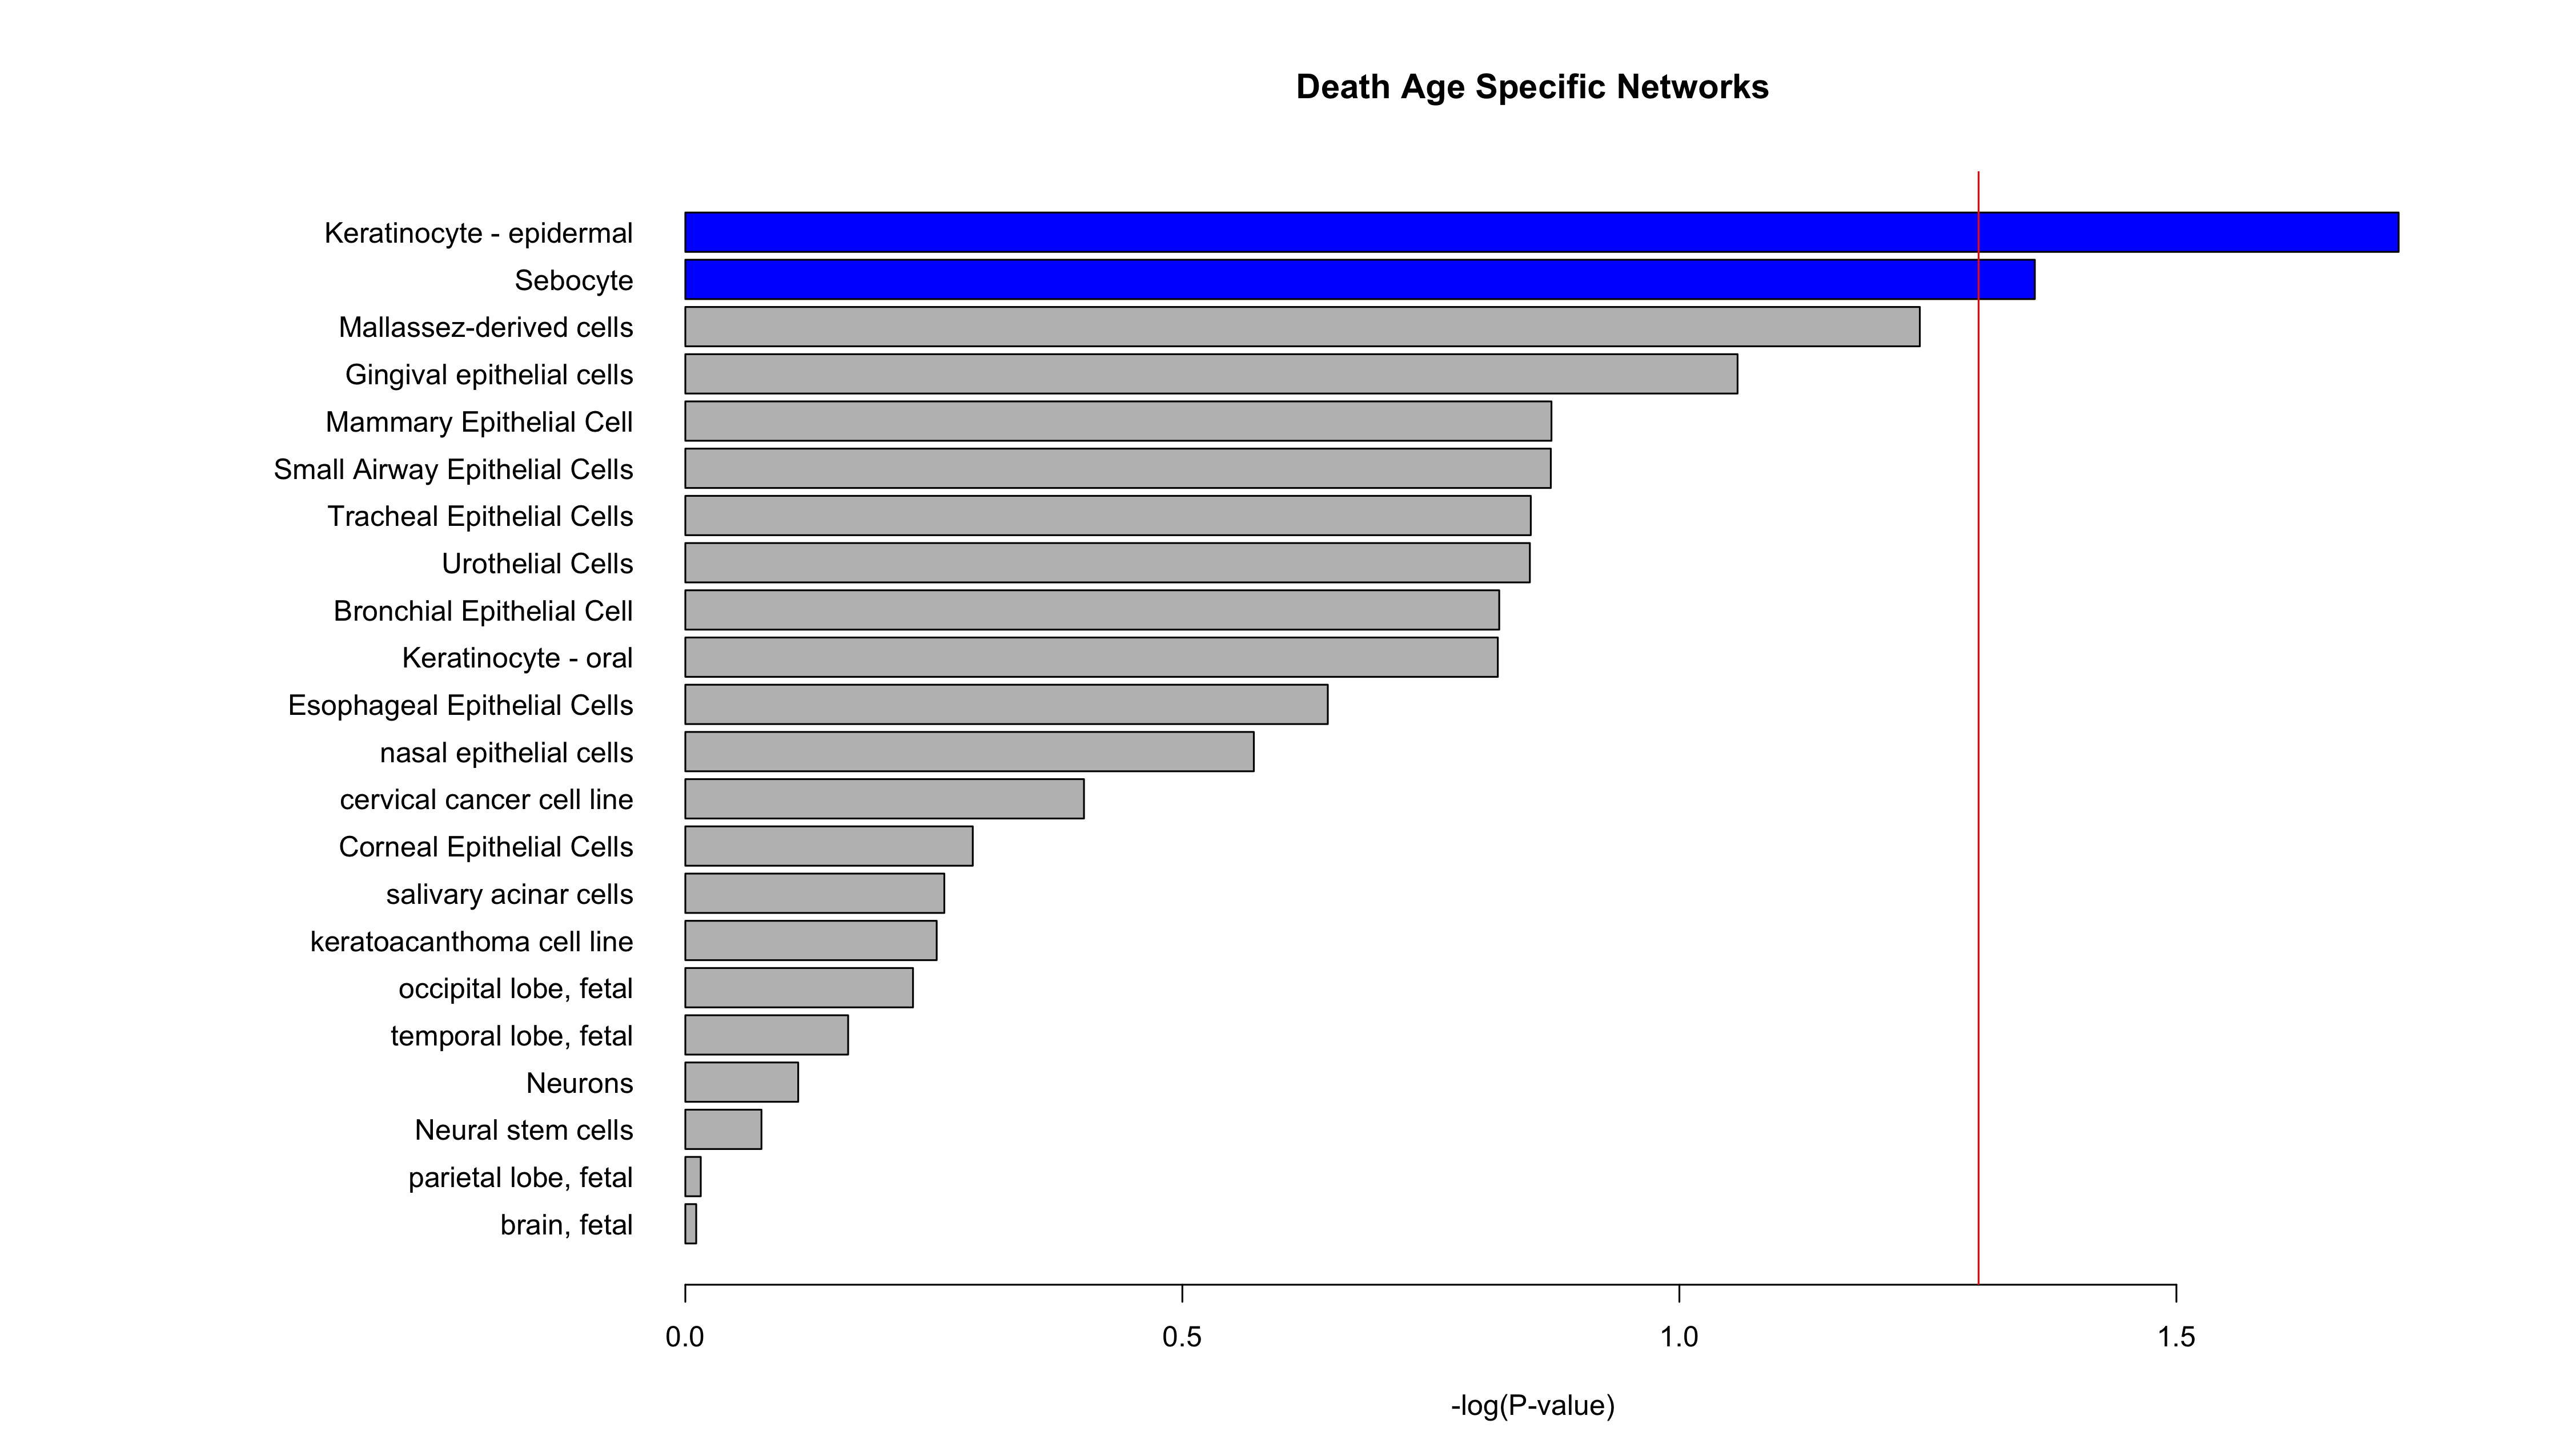 Death Age Specific Networks
Keratinocyte - epidermal
Sebocyte
Mallassez-derived cells
Gingival epithelial cells
Mammary Epithelial Cell
Small Airway Epithelial Cells
Tracheal Epithelial Cells
Urothelial Cells
Bronchial Epithelial Cell
Keratinocyte - oral
Esophageal Epithelial Cells
nasal epithelial cells
cervical cancer cell line
Corneal Epithelial Cells
salivary acinar cells
keratoacanthoma cell line
occipital lobe, fetal
temporal lobe, fetal
Neurons
Neural stem cells
parietal lobe, fetal
brain, fetal
0.0 0.5 1.0 1.5
-log(P-value)